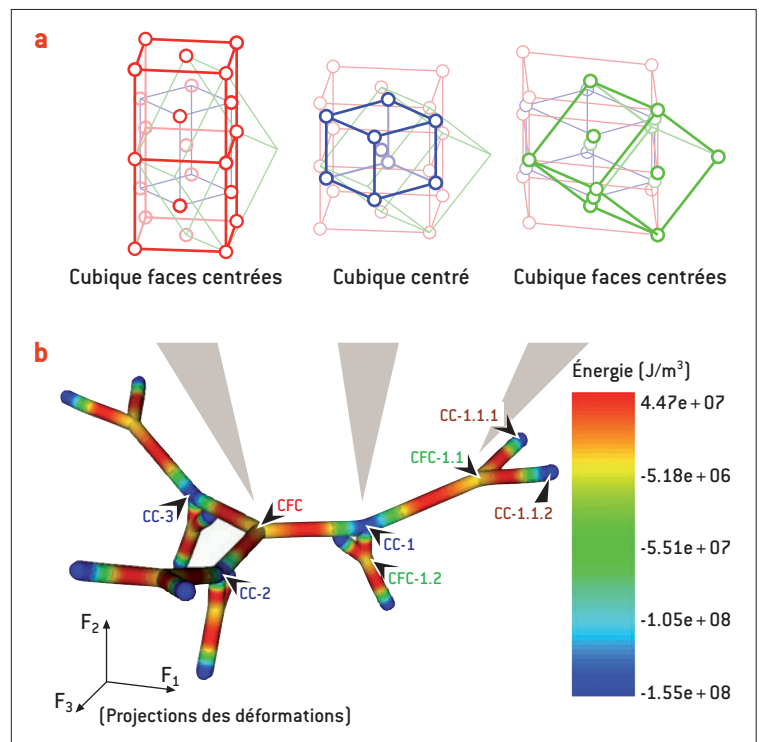 a
Cubique faces centrées
Cubique centré
Cubique faces centrées
b
Énergie (J/m³)
4.47e + 07
-5.18e + 06
-5.51e + 07
-1.05e + 08
-1.55e + 08
CC-1.1.1
CFC-1.1
CC-1.1.2
CFC
CC-3
CC-1
CC-2
CFC-1.2
F₂
F₁
F₃
(Projections des déformations)